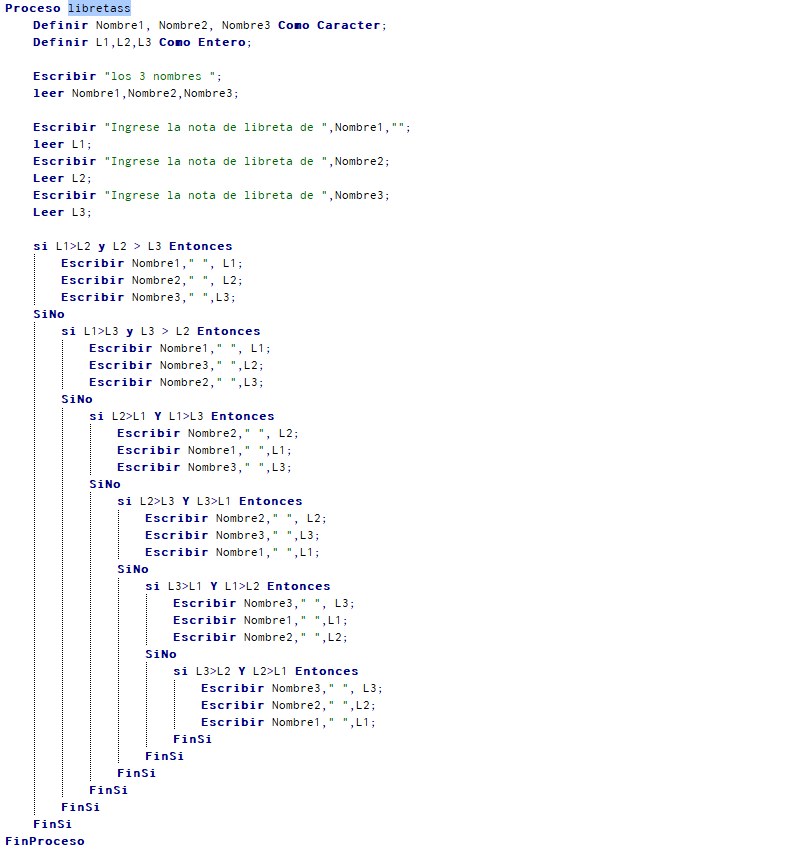 Proceso libretass
Definir Nombre1, Nombre2, Nombre3 Como Caracter;
Definir L1,L2,L3 Como Entero;
Escribir "los 3 nombres ";
leer Nombre1,Nombre2,Nombre3;
Escribir "Ingrese la nota de libreta de ",Nombre1,"";
leer L1;
Escribir "Ingrese la nota de libreta de ",Nombre2;
Leer L2;
Escribir "Ingrese la nota de libreta de ",Nombre3;
Leer L3;
si L1>L2 y L2 > L3 Entonces
Escribir Nombre1," ", L1;
Escribir Nombre2," ", L2;
Escribir Nombre3," ",L3;
SiNo
si L1>L3 y L3 > L2 Entonces
Escribir Nombre1," ", L1;
Escribir Nombre3," ",L2;
Escribir Nombre2," ",L3;
SiNo
si L2>L1 Y L1>L3 Entonces
Escribir Nombre2," ", L2;
Escribir Nombre1," ",L1;
Escribir Nombre3," ",L3;
SiNo
si L2>L3 Y L3>L1 Entonces
Escribir Nombre2," ", L2;
Escribir Nombre3," ",L3;
Escribir Nombre1," ",L1;
SiNo
si L3>L1 Y L1>L2 Entonces
Escribir Nombre3," ", L3;
Escribir Nombre1," ",L1;
Escribir Nombre2," ",L2;
SiNo
si L3>L2 Y L2>L1 Entonces
Escribir Nombre3," ", L3;
Escribir Nombre2," ",L2;
Escribir Nombre1," ",L1;
FinSi
FinSi
FinSi
FinSi
FinSi
FinSi
FinProceso